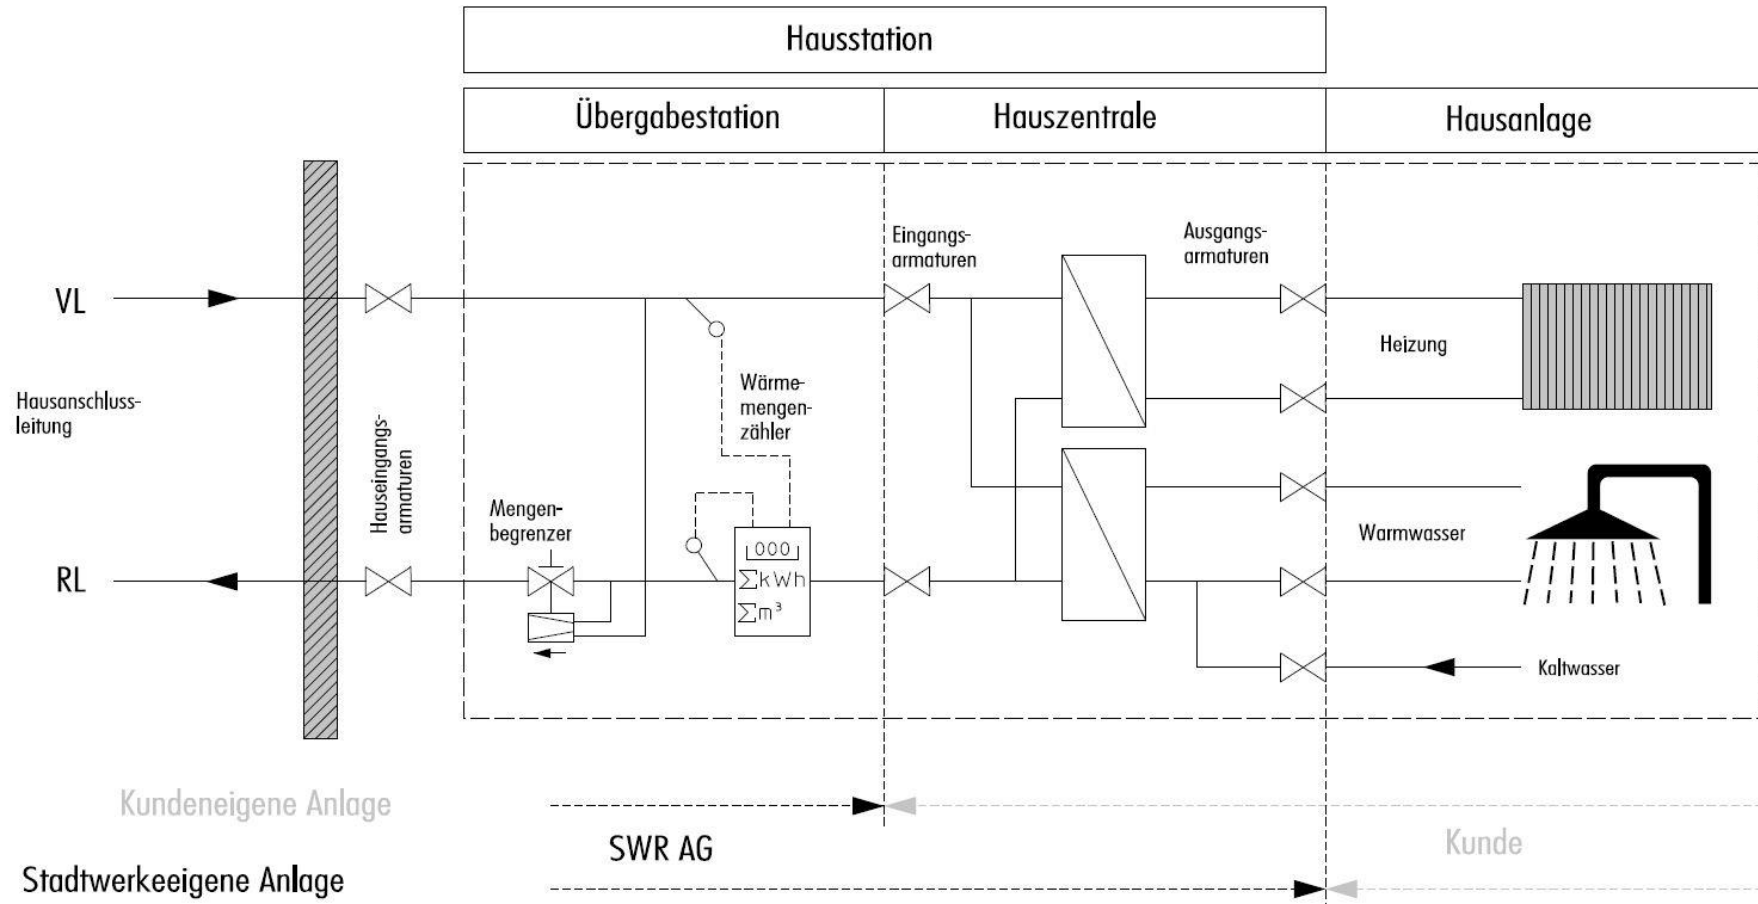 Hausstation
Übergabestation
Hauszentrale
Hausanlage
Eingangs-
armaturen
Ausgangs-
armaturen
VL
Heizung
Wärme-
mengen-
zähler
Hausanschluss-
leitung
Hauseingangs-
armaturen
Mengen-
begrenzer
Warmwasser
000
RL
∑kWh
∑m³
Kaltwasser
Kundeneigene Anlage
SWR AG
Kunde
Stadtwerkeeigene Anlage